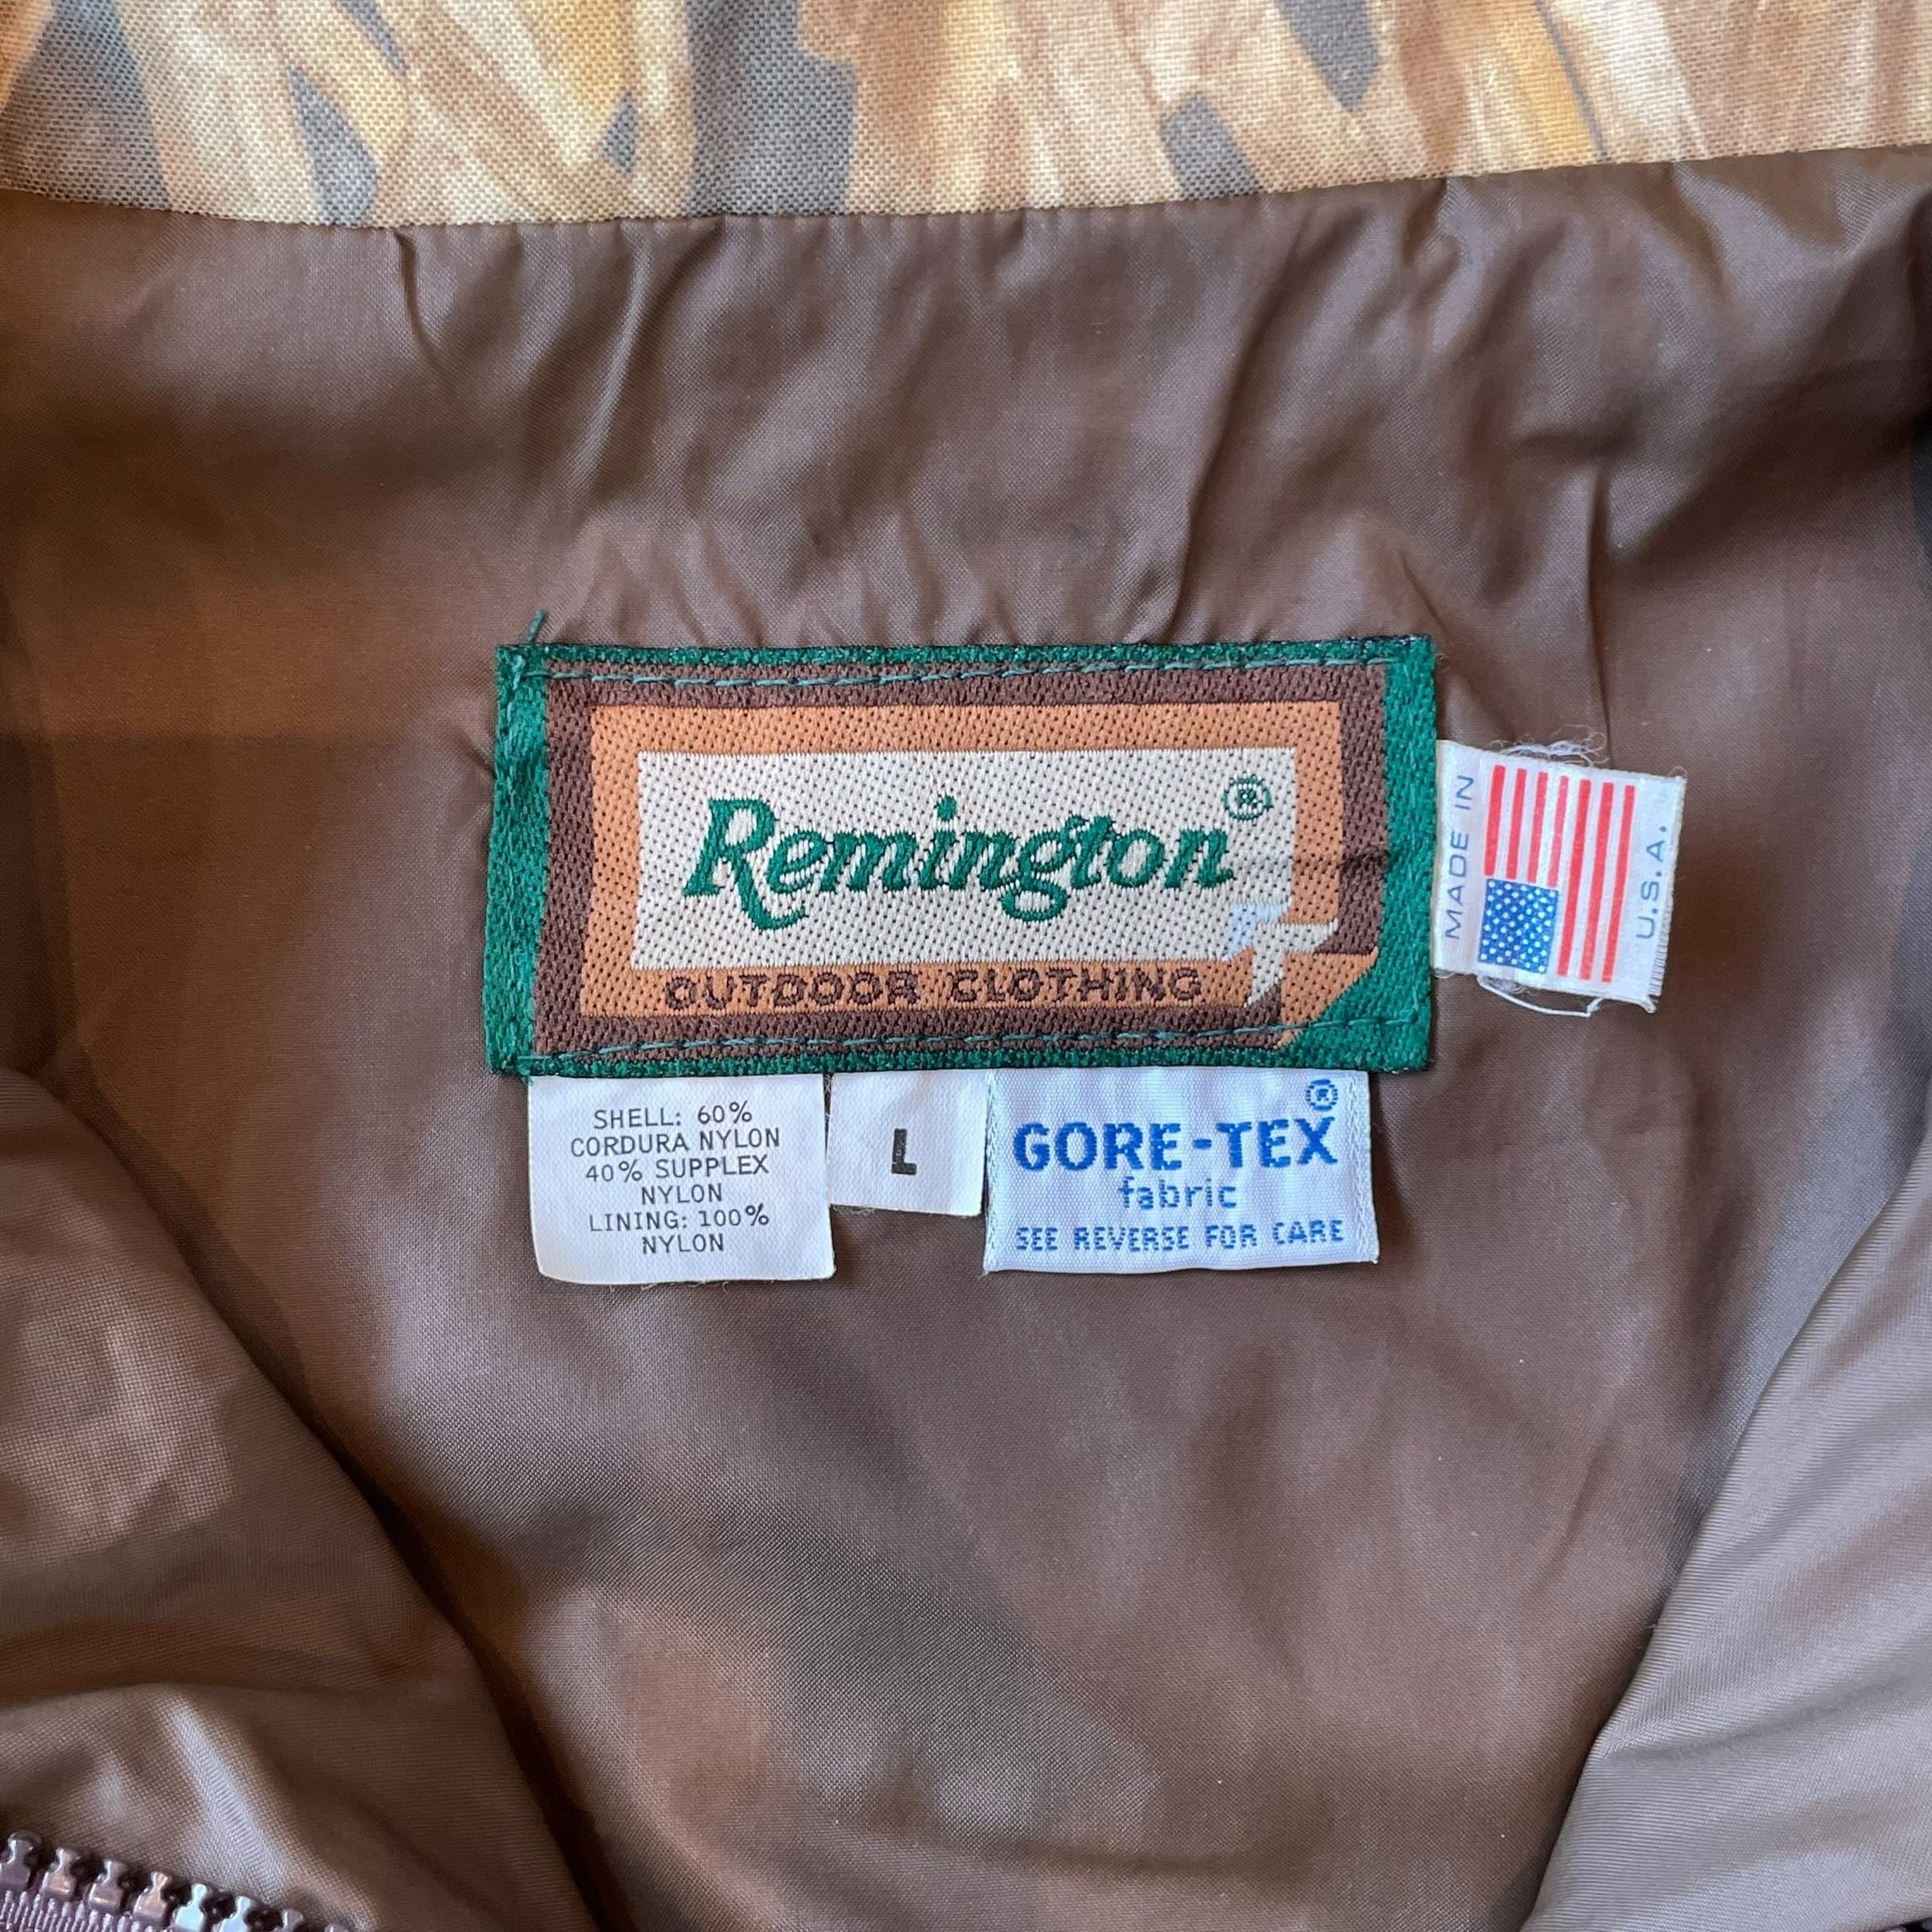 Remington®
OUTDOOR CLOTHING
MADE IN
U.S.A.
SHELL: 60%
CORDURA NYLON
40% SUPPLEX
NYLON
LINING: 100%
NYLON
L
GORE-TEX®
fabric
SEE REVERSE FOR CARE